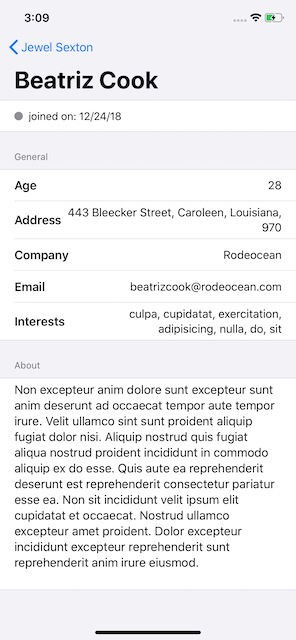 3:09
Jewel Sexton
Beatriz Cook
joined on: 12/24/18
General
Age 28
Address 443 Bleecker Street, Caroleen, Louisiana,
970
Company Rodeocean
Email beatrizcook@rodeocean.com
Interests culpa, cupidatat, exercitation,
adipisicing, nulla, do, sit
About
Non excepteur anim dolore sunt excepteur sunt
anim deserunt ad occaecat tempor aute tempor
irure. Velit ullamco sint sunt proident aliquip
fugiat dolor nisi. Aliquip nostrud quis fugiat
aliqua nostrud proident incididunt in commodo
aliquip ex do esse. Quis aute ea reprehenderit
deserunt est reprehenderit consectetur pariatur
esse ea. Non sit incididunt velit ipsum elit
cupidatat et occaecat. Nostrud ullamco
excepteur amet proident. Dolor excepteur
incididunt excepteur reprehenderit sunt
reprehenderit anim irure eiusmod.